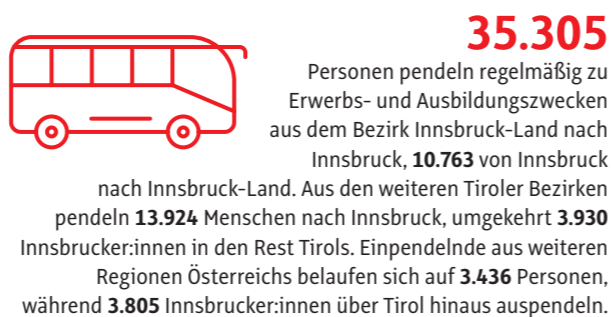 35.305
Personen pendeln regelmäßig zu
Erwerbs- und Ausbildungszwecken
aus dem Bezirk Innsbruck-Land nach
Innsbruck, 10.763 von Innsbruck
nach Innsbruck-Land. Aus den weiteren Tiroler Bezirken
pendeln 13.924 Menschen nach Innsbruck, umgekehrt 3.930
Innsbrucker:innen in den Rest Tirols. Einpendelnde aus weiteren
Regionen Österreichs belaufen sich auf 3.436 Personen,
während 3.805 Innsbrucker:innen über Tirol hinaus auspendeln.